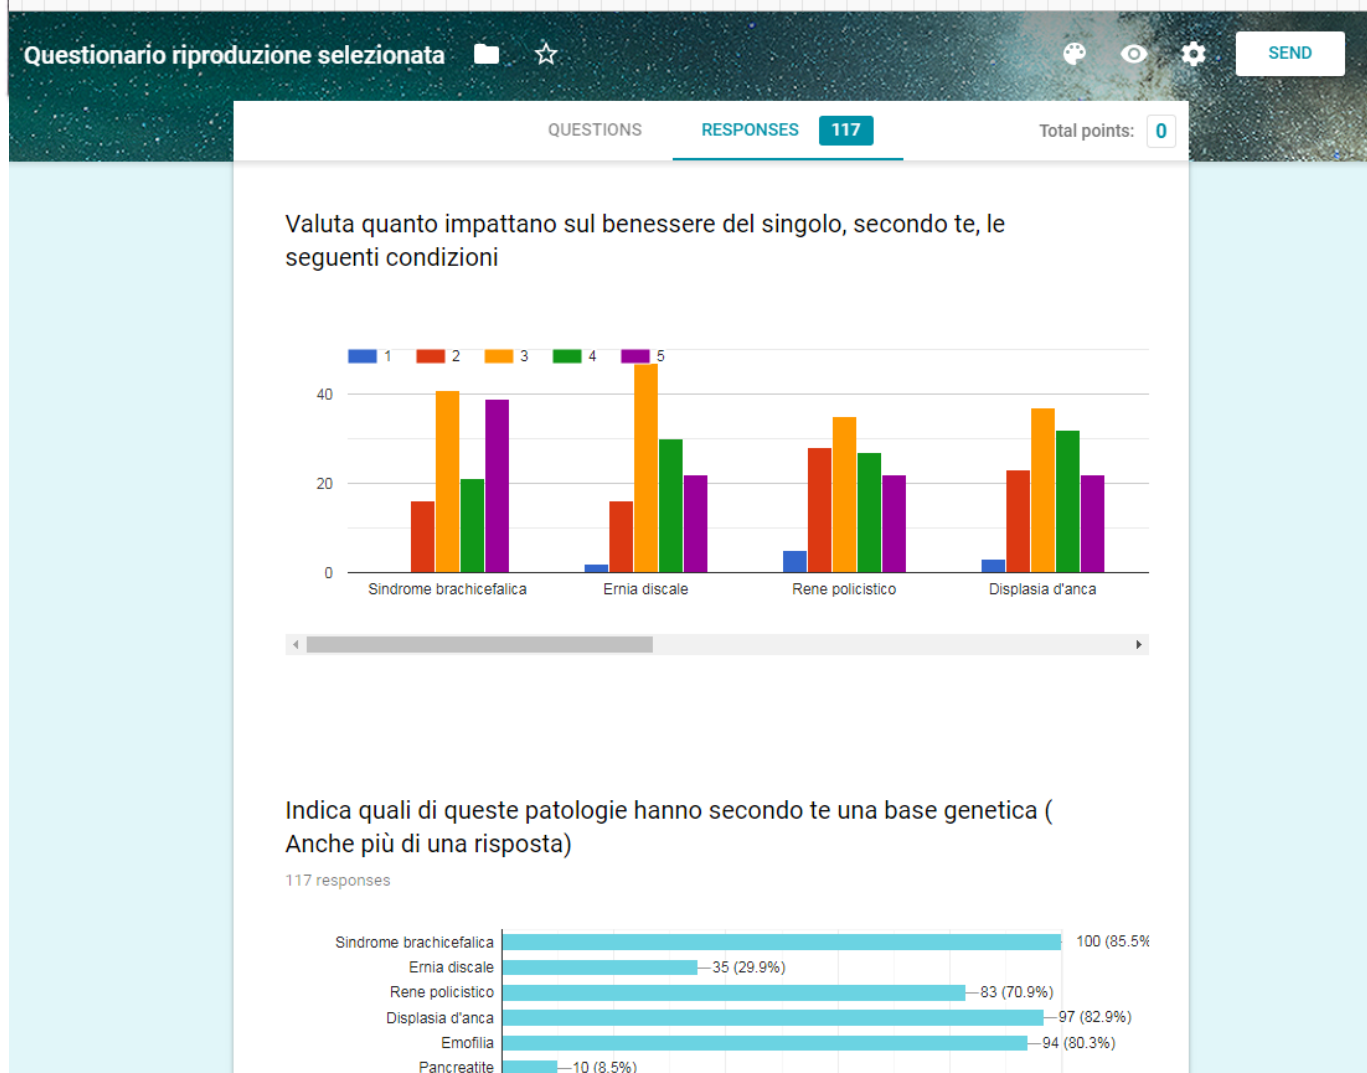 Questionario riproduzione selezionata
SEND
QUESTIONS
RESPONSES 117
Total points: 0
Valuta quanto impattano sul benessere del singolo, secondo te, le
seguenti condizioni
1 2 3 4 5
40
20
0
Sindrome brachicefalica Ernia discale Rene policistico Displasia d'anca
Indica quali di queste patologie hanno secondo te una base genetica (
Anche più di una risposta)
117 responses
Sindrome brachicefalica 100 (85.5%
Ernia discale 35 (29.9%)
Rene policistico 83 (70.9%)
Displasia d'anca 97 (82.9%)
Emofilia 94 (80.3%)
Pancreatite 10 (8.5%)